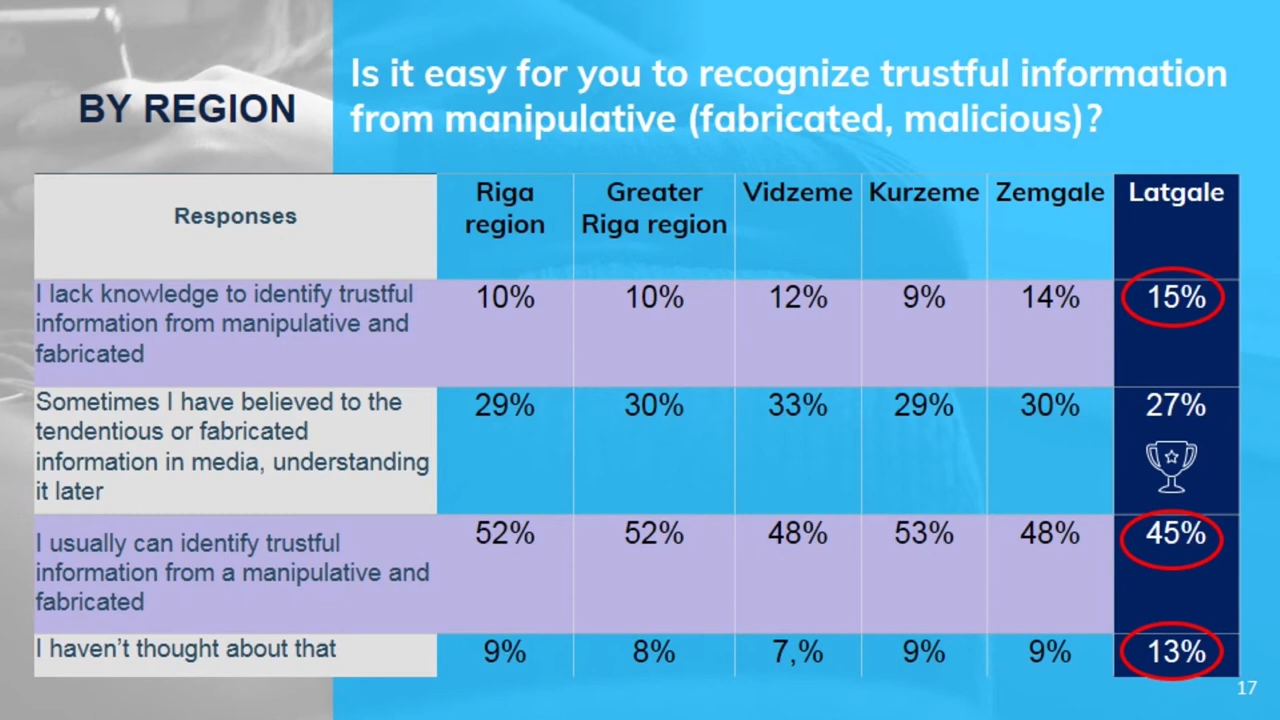 BY REGION
Is it easy for you to recognize trustful information
from manipulative (fabricated, malicious)?
Responses
Riga
region
Greater
Riga region
Vidzeme
Kurzeme
Zemgale
Latgale
I lack knowledge to identify trustful
information from manipulative and
fabricated
10%
10%
12%
9%
14%
15%
Sometimes I have believed to the
tendentious or fabricated
information in media, understanding
it later
29%
30%
33%
29%
30%
27%
I usually can identify trustful
information from a manipulative and
fabricated
52%
52%
48%
53%
48%
45%
I haven’t thought about that
9%
8%
7,%
9%
9%
13%
17